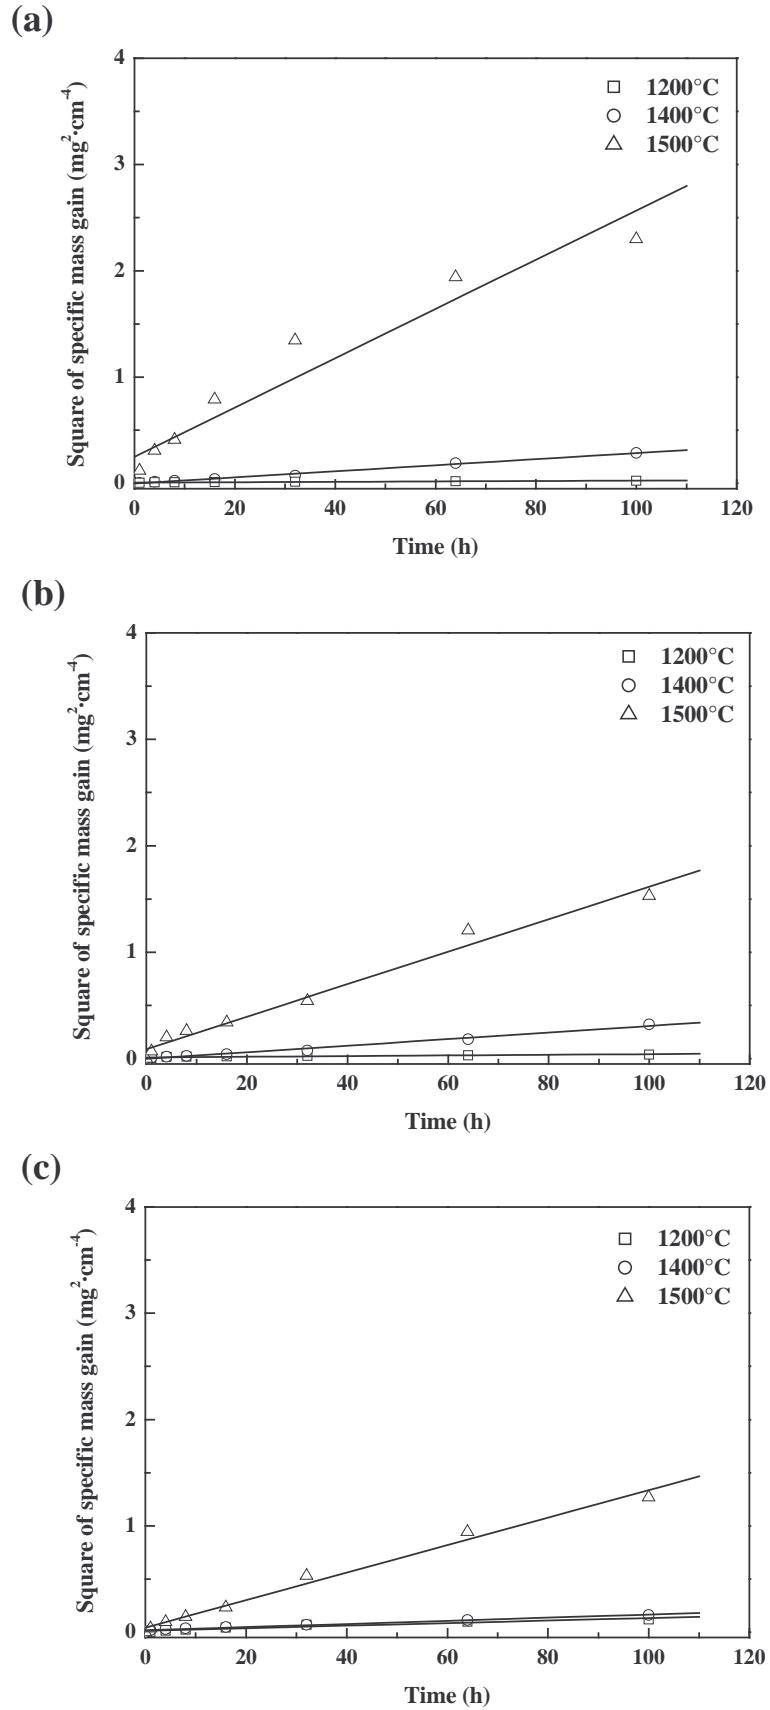 (a)
4
3
2
1
0
0 20 40 60 80 100 120
Square of specific mass gain (mg²·cm⁻⁴)
Time (h)
1200°C
1400°C
1500°C
(b)
4
3
2
1
0
0 20 40 60 80 100 120
Square of specific mass gain (mg²·cm⁻⁴)
Time (h)
1200°C
1400°C
1500°C
(c)
4
3
2
1
0
0 20 40 60 80 100 120
Square of specific mass gain (mg²·cm⁻⁴)
Time (h)
1200°C
1400°C
1500°C